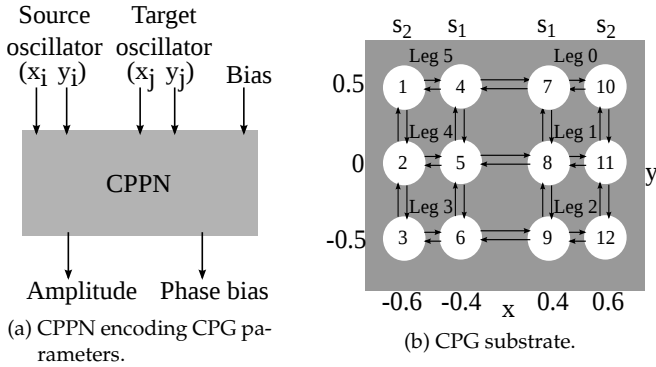 Source Target
oscillator oscillator
(x_i y_i) (x_j y_j) Bias
CPPN
Amplitude Phase bias
(a) CPPN encoding CPG pa-
rameters.
s_2 s_1 s_1 s_2
Leg 5 Leg 0
0.5 1 4 7 10
Leg 4 Leg 1
0 2 5 8 11 y
Leg 3 Leg 2
-0.5 3 6 9 12
-0.6 -0.4 x 0.4 0.6
(b) CPG substrate.